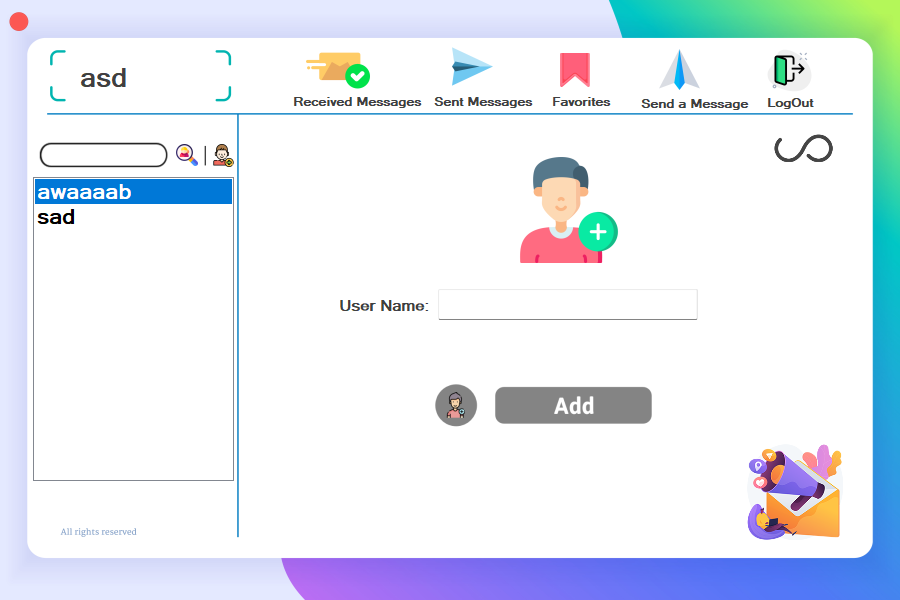 asd
Received Messages
Sent Messages
Favorites
Send a Message
LogOut
awaaaab
sad
User Name:
Add
All rights reserved